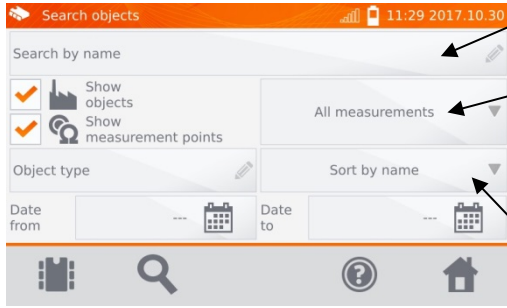 Search objects 11:29 2017.10.30
Search by name
Show
objects
Show
measurement points
All measurements
Object type
Sort by name
Date
from
---
Date
to
---
?